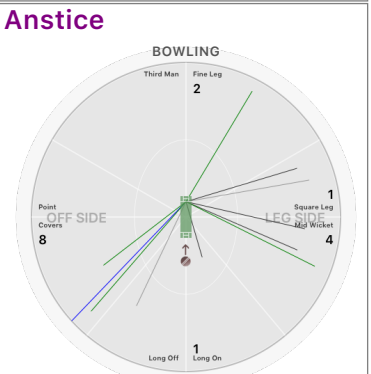 Anstice
BOWLING
Third Man
Fine Leg
2
1
Point
Square Leg
OFF SIDE
LEG SIDE
Covers
Mid Wicket
8
4
1
Long Off
Long On